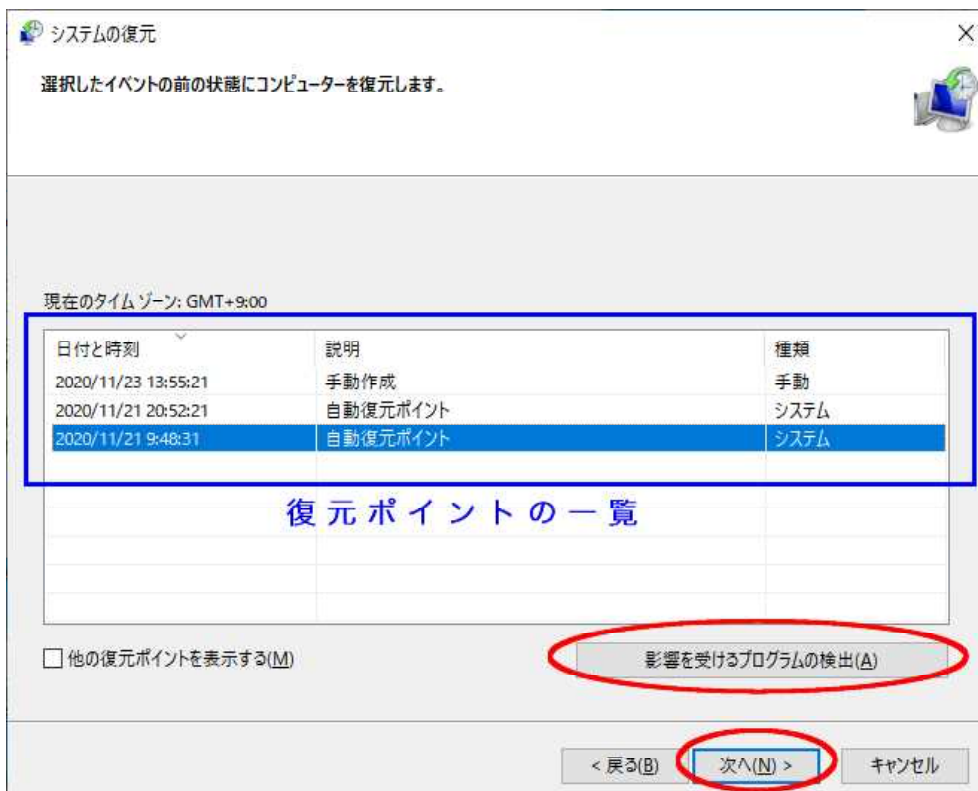 システムの復元
選択したイベントの前の状態にコンピューターを復元します。
現在のタイム ゾーン: GMT+9:00
日付と時刻 説明 種類
2020/11/23 13:55:21 手動作成 手動
2020/11/21 20:52:21 自動復元ポイント システム
2020/11/21 9:48:31 自動復元ポイント システム
復元ポイントの一覧
他の復元ポイントを表示する(M) 影響を受けるプログラムの検出(A)
< 戻る(B) 次へ(N) > キャンセル